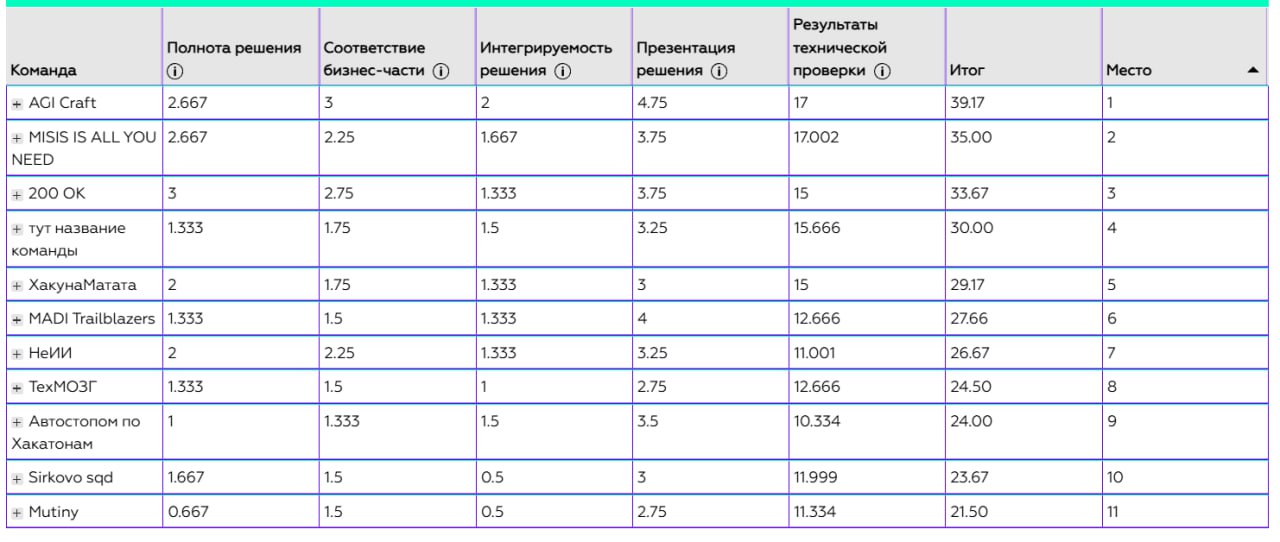 Команда Полнота решения ⓘ Соответствие бизнес-части ⓘ Интегрируемость решения ⓘ Презентация решения ⓘ Результаты технической проверки ⓘ Итог Место ▲
+ AGI Craft 2.667 3 2 4.75 17 39.17 1
+ MISIS IS ALL YOU 2.667 2.25 1.667 3.75 17.002 35.00 2
NEED
+ 200 OK 3 2.75 1.333 3.75 15 33.67 3
+ тут название 1.333 1.75 1.5 3.25 15.666 30.00 4
команды
+ ХакунаМатата 2 1.75 1.333 3 15 29.17 5
+ MADI Trailblazers 1.333 1.5 1.333 4 12.666 27.66 6
+ НеИИ 2 2.25 1.333 3.25 11.001 26.67 7
+ ТехМОЗГ 1.333 1.5 1 2.75 12.666 24.50 8
+ Автостопом по 1 1.333 1.5 3.5 10.334 24.00 9
Хакатонам
+ Sirkovo sqd 1.667 1.5 0.5 3 11.999 23.67 10
+ Mutiny 0.667 1.5 0.5 2.75 11.334 21.50 11